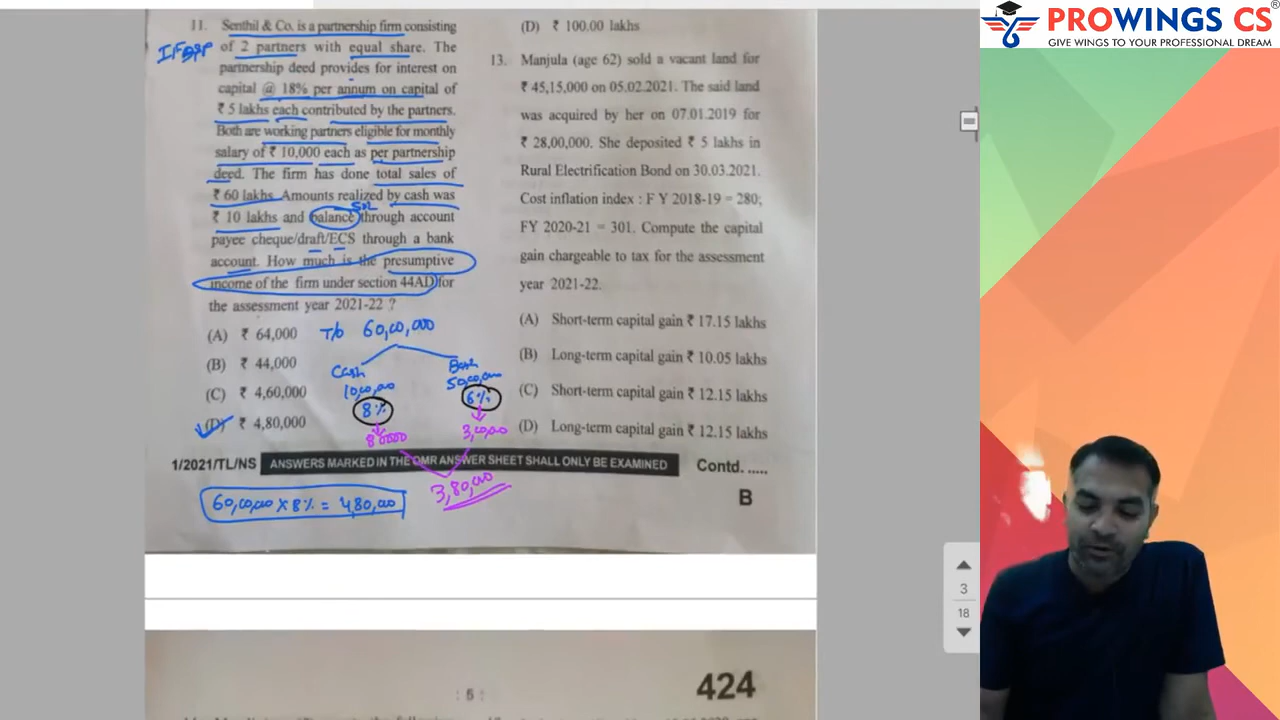 11. Senthil & Co. is a partnership firm consisting
of 2 partners with equal share. The
partnership deed provides for interest on
capital @ 18% per annum on capital of
₹ 5 lakhs each contributed by the partners.
Both are working partners eligible for monthly
salary of ₹ 10,000 each as per partnership
deed. The firm has done total sales of
₹ 60 lakhs. Amounts realized by cash was
50L
₹ 10 lakhs and balance through account
payee cheque/draft/ECS through a bank
account. How much is the presumptive
income of the firm under section 44AD for
the assessment year 2021-22 ?
(A) ₹ 64,000
(B) ₹ 44,000
(C) ₹ 4,60,000
(D) ₹ 4,80,000
T/o 60,00,000
Cash
10,00,000
8%
80000
Bank
50,00,000
6%
3,00,00
3,80,00
60,00,00 x 8% = 480,00
(D) ₹ 100.00 lakhs
13. Manjula (age 62) sold a vacant land for
₹ 45,15,000 on 05.02.2021. The said land
was acquired by her on 07.01.2019 for
₹ 28,00,000. She deposited ₹ 5 lakhs in
Rural Electrification Bond on 30.03.2021.
Cost inflation index : F Y 2018-19 = 280;
FY 2020-21 = 301. Compute the capital
gain chargeable to tax for the assessment
year 2021-22.
(A) Short-term capital gain ₹ 17.15 lakhs
(B) Long-term capital gain ₹ 10.05 lakhs
(C) Short-term capital gain ₹ 12.15 lakhs
(D) Long-term capital gain ₹ 12.15 lakhs
1/2021/TL/NS ANSWERS MARKED IN THE OMR ANSWER SHEET SHALL ONLY BE EXAMINED Contd. .....
B
424
: 5 :
PROWINGS CS®
GIVE WINGS TO YOUR PROFESSIONAL DREAM
3
18